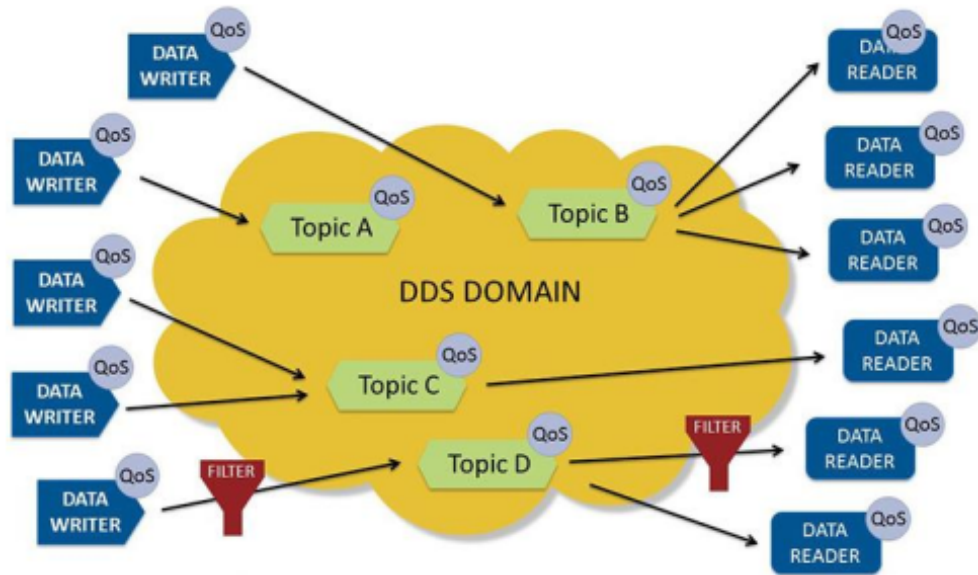 QoS
DATA
WRITER
QoS
DATA
READER
QoS
DATA
WRITER
QoS
DATA
READER
QoS
Topic A
QoS
Topic B
QoS
DATA
READER
QoS
DATA
WRITER
DDS DOMAIN
QoS
DATA
READER
QoS
DATA
WRITER
QoS
Topic C
QoS
Topic D
FILTER
QoS
DATA
READER
QoS
DATA
WRITER
FILTER
QoS
DATA
READER